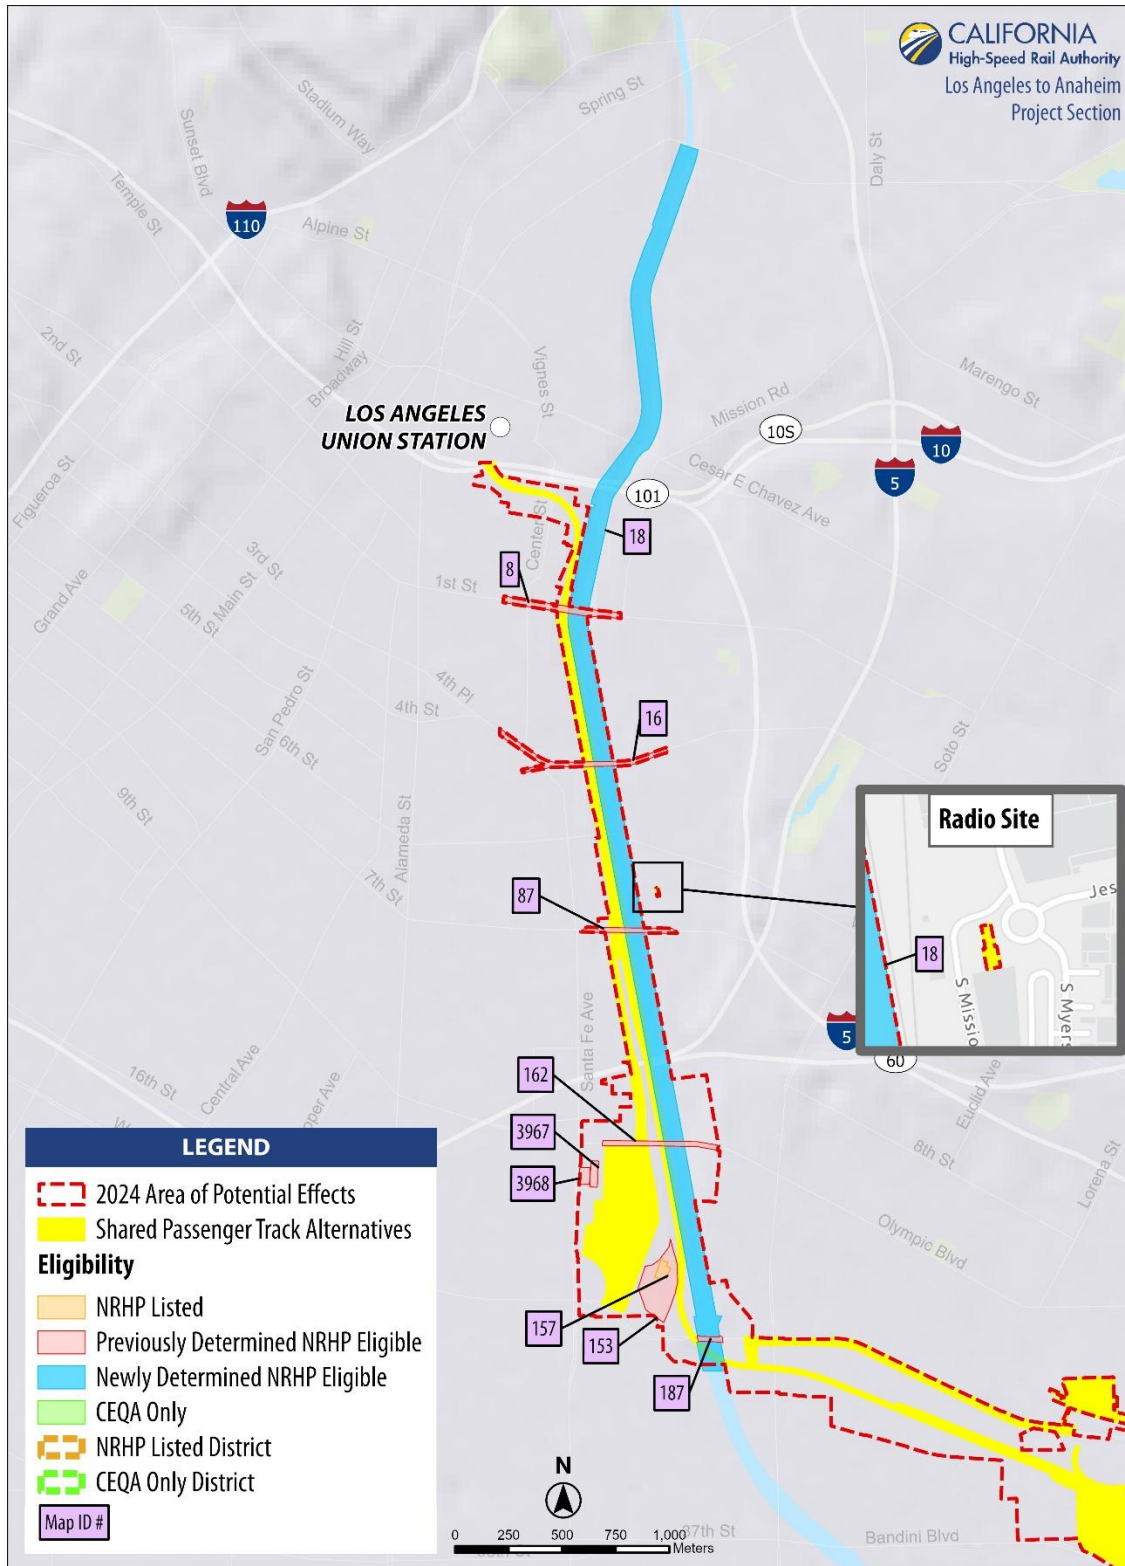 CALIFORNIA
High-Speed Rail Authority
Los Angeles to Anaheim
Project Section
Stadium Way
Spring St
Sunset Blvd
Daly St
Temple St
110
Alpine St
2nd St
Hill St
Broadway
Vignes St
Marengo St
Mission Rd
LOS ANGELES
UNION STATION
10S
10
Cesar E Chavez Ave
5
Figueroa St
101
Center St
18
3rd St
8
1st St
Grand Ave
S Main St
5th St
4th Pl
San Pedro St
4th St
16
6th St
Soto St
9th St
Alameda St
Radio Site
7th St
87
Jes
18
S Missio
S Myers
Santa Fe Ave
5
60
16th St
Central Ave
162
oper Ave
Euclid Ave
3967
8th St
3968
Lorena St
Olympic Blvd
157
153
187
LEGEND
2024 Area of Potential Effects
Shared Passenger Track Alternatives
Eligibility
NRHP Listed
Previously Determined NRHP Eligible
Newly Determined NRHP Eligible
CEQA Only
NRHP Listed District
CEQA Only District
Map ID #
N
0 250 500 750 1,000
Meters
37th St
Bandini Blvd